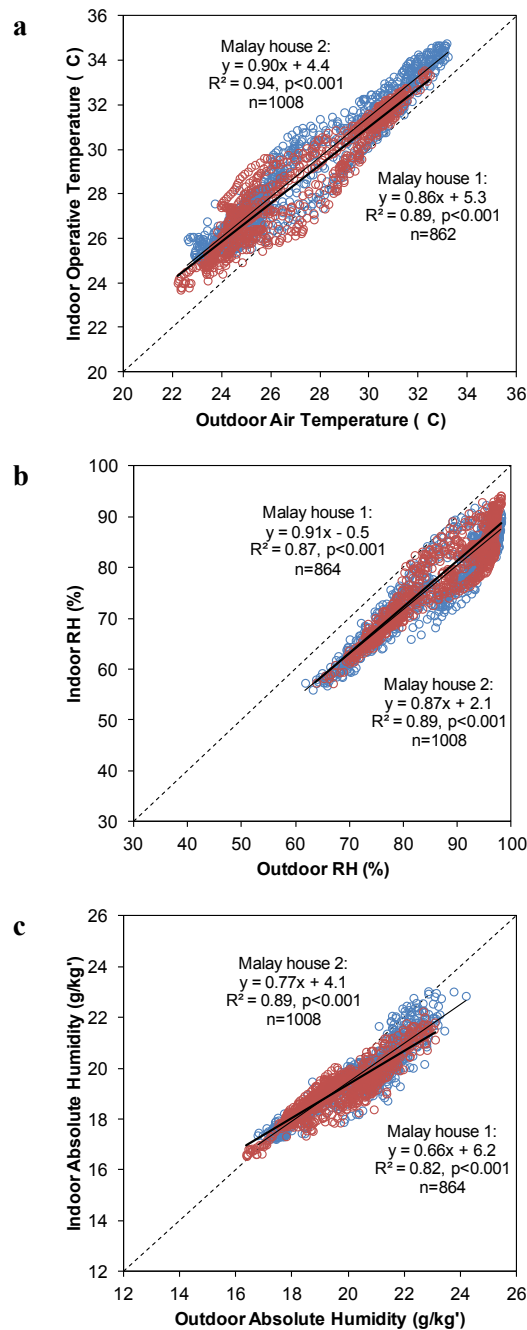 a
36
34
32
30
28
26
24
22
20
Indoor Operative Temperature ( C)
Malay house 2:
y = 0.90x + 4.4
R² = 0.94, p<0.001
n=1008
Malay house 1:
y = 0.86x + 5.3
R² = 0.89, p<0.001
n=862
20 22 24 26 28 30 32 34 36
Outdoor Air Temperature ( C)
b
100
90
80
70
60
50
40
30
Indoor RH (%)
Malay house 1:
y = 0.91x - 0.5
R² = 0.87, p<0.001
n=864
Malay house 2:
y = 0.87x + 2.1
R² = 0.89, p<0.001
n=1008
30 40 50 60 70 80 90 100
Outdoor RH (%)
c
26
24
22
20
18
16
14
12
Indoor Absolute Humidity (g/kg')
Malay house 2:
y = 0.77x + 4.1
R² = 0.89, p<0.001
n=1008
Malay house 1:
y = 0.66x + 6.2
R² = 0.82, p<0.001
n=864
12 14 16 18 20 22 24 26
Outdoor Absolute Humidity (g/kg')